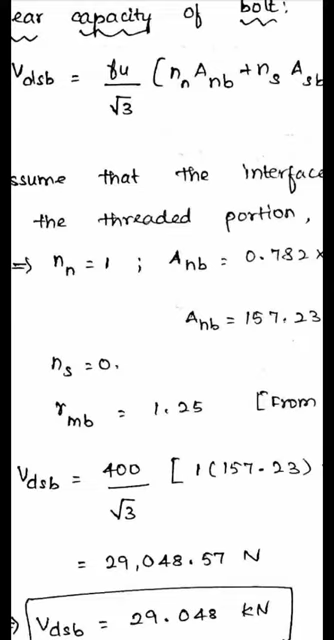 ear capacity of bolt:
Vdsb = fu/√3 (nn Anb + ns Asb
ssume that the interface
the threaded portion,
⇒ nn = 1 ; Anb = 0.782 x
Anb = 157.23
ns = 0.
γmb = 1.25 [From
Vdsb = 400/√3 [ 1(157-23)
= 29,048.57 N
Vdsb = 29.048 kN